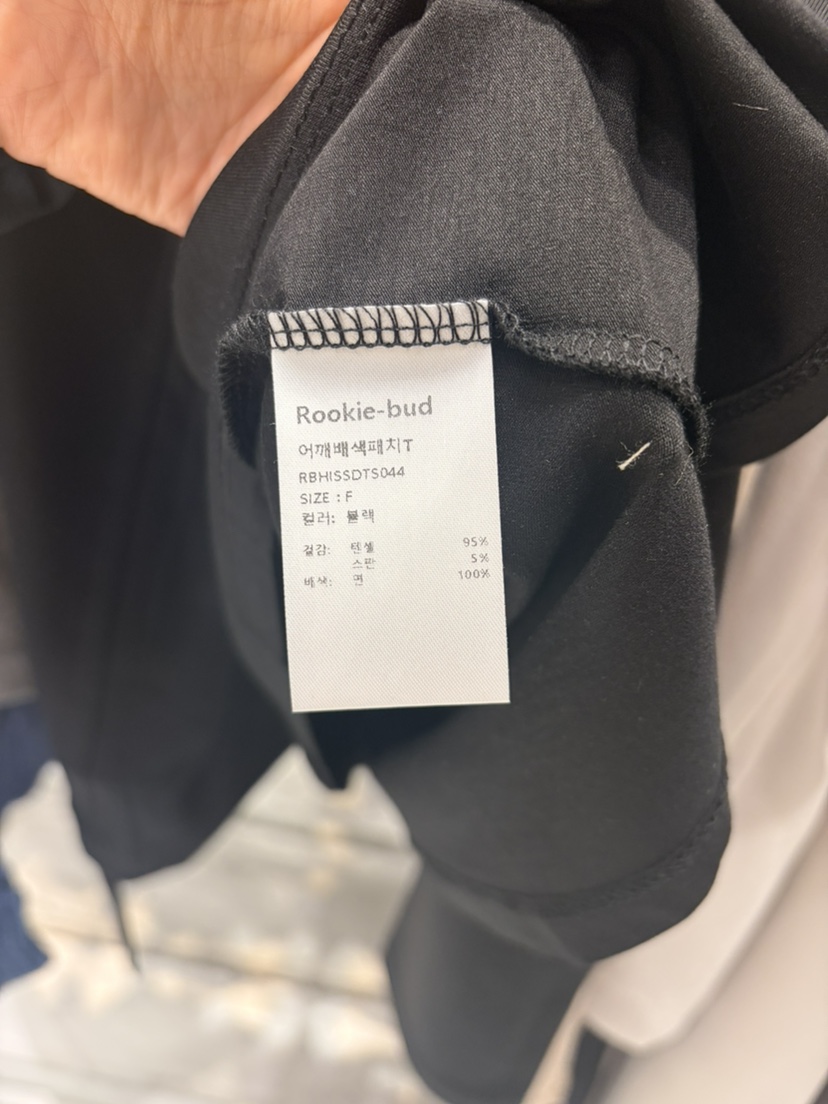 Rookie-bud
어깨배색패치T
RBHISSDTS044
SIZE : F
컬러: 블랙
겉감: 텐셀 95%
스판 5%
배색: 면 100%